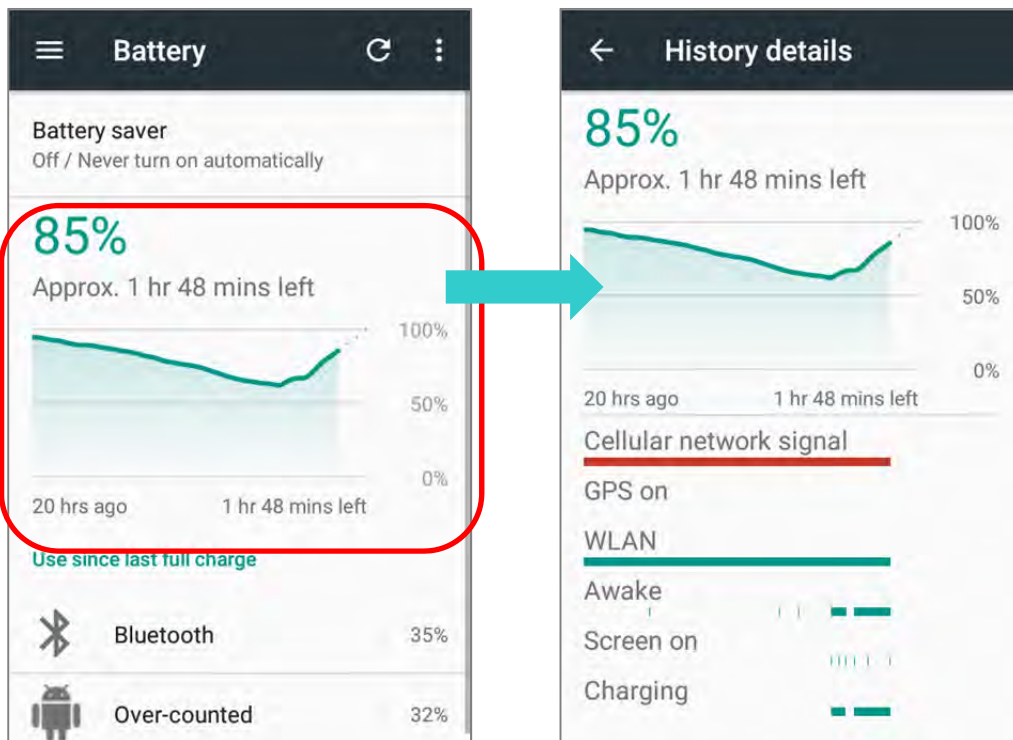 Battery
Battery saver
Off / Never turn on automatically
85%
Approx. 1 hr 48 mins left
100%
50%
0%
20 hrs ago 1 hr 48 mins left
Use since last full charge
Bluetooth 35%
Over-counted 32%
History details
85%
Approx. 1 hr 48 mins left
100%
50%
0%
20 hrs ago 1 hr 48 mins left
Cellular network signal
GPS on
WLAN
Awake
Screen on
Charging